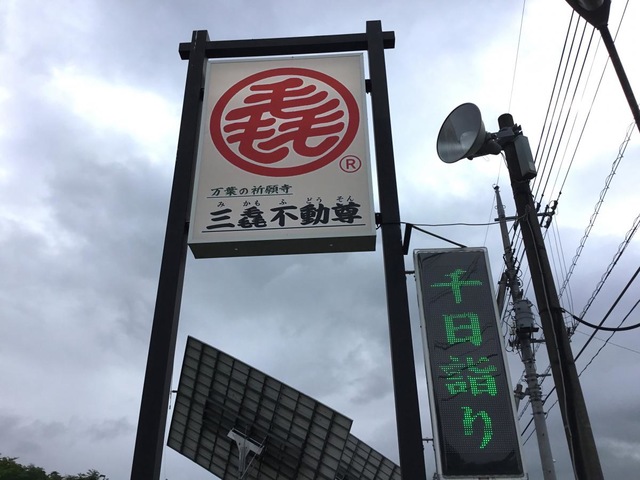 毳
®
万葉の祈願寺
み かも ふ どう そん
三毳不動尊
千日詣り